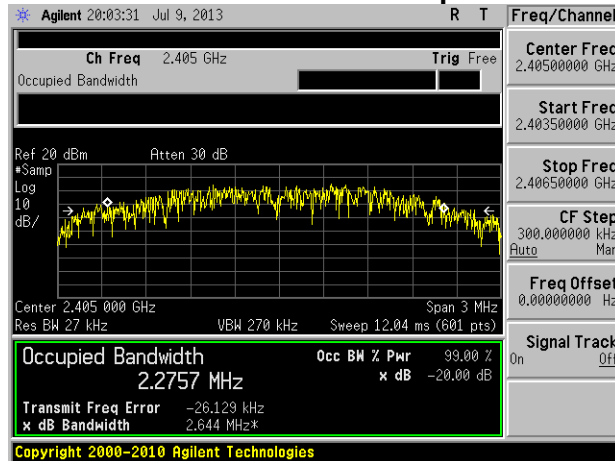 Agilent 20:03:31 Jul 9, 2013 R T
Freq/Channel
Ch Freq 2.405 GHz Trig Free
Occupied Bandwidth
Center Freq
2.40500000 GHz
Start Freq
2.40350000 GHz
Stop Freq
2.40650000 GHz
CF Step
300.000000 kHz
Auto Man
Freq Offset
0.00000000 Hz
Signal Track
On Off
Ref 20 dBm Atten 30 dB
#Samp
Log
10
dB/
Center 2.405 000 GHz Span 3 MHz
Res BW 27 kHz VBW 270 kHz Sweep 12.04 ms (601 pts)
Occupied Bandwidth Occ BW % Pwr 99.00 %
2.2757 MHz x dB -20.00 dB
Transmit Freq Error -26.129 kHz
x dB Bandwidth 2.644 MHz*
Copyright 2000-2010 Agilent Technologies